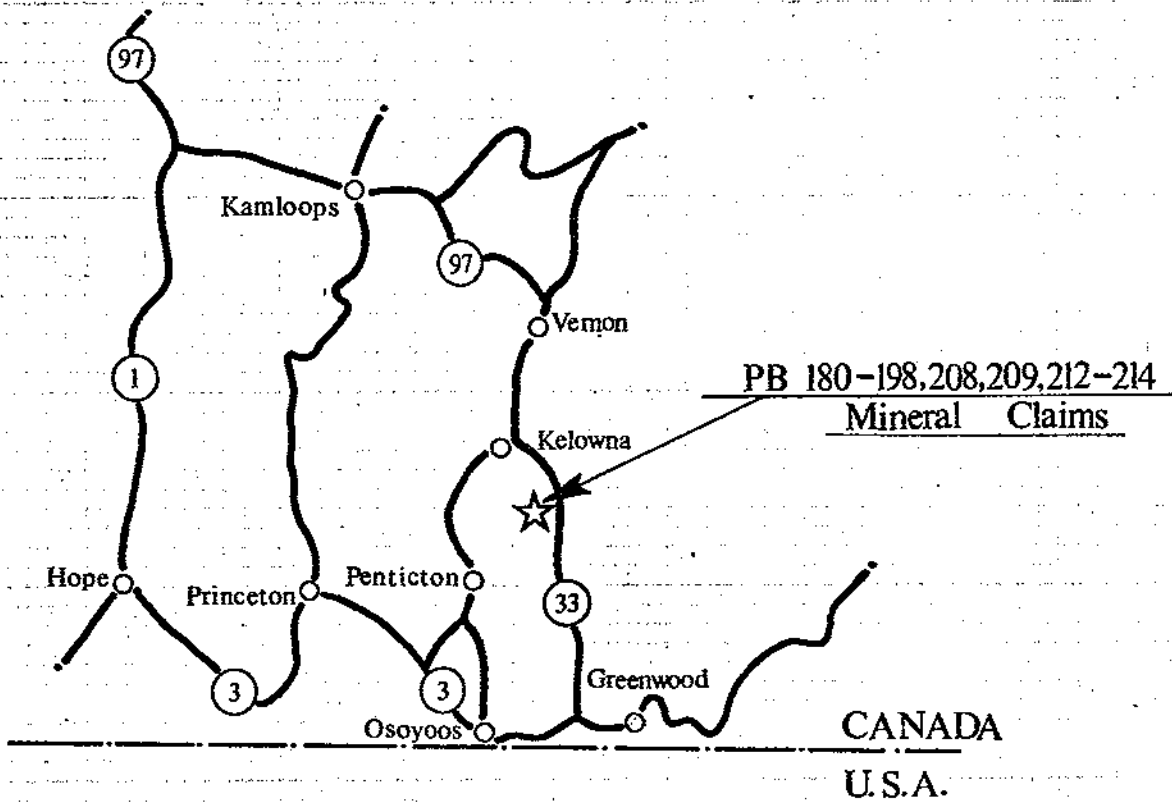 97
Kamloops
97
Vernon
1
PB 180-198,208,209,212-214
Mineral Claims
Kelowna
Hope
Princeton
Penticton
33
3
3
Greenwood
Osoyoos
CANADA
U.S.A.